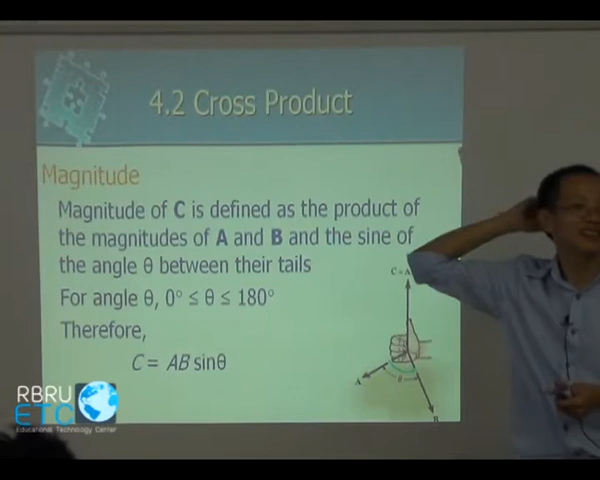 4.2 Cross Product
Magnitude
Magnitude of C is defined as the product of
the magnitudes of A and B and the sine of
the angle θ between their tails
For angle θ, 0° ≤ θ ≤ 180°
Therefore,
C = AB sinθ
C = A
A
θ
B
RBRU
ETC
Educational Technology Center